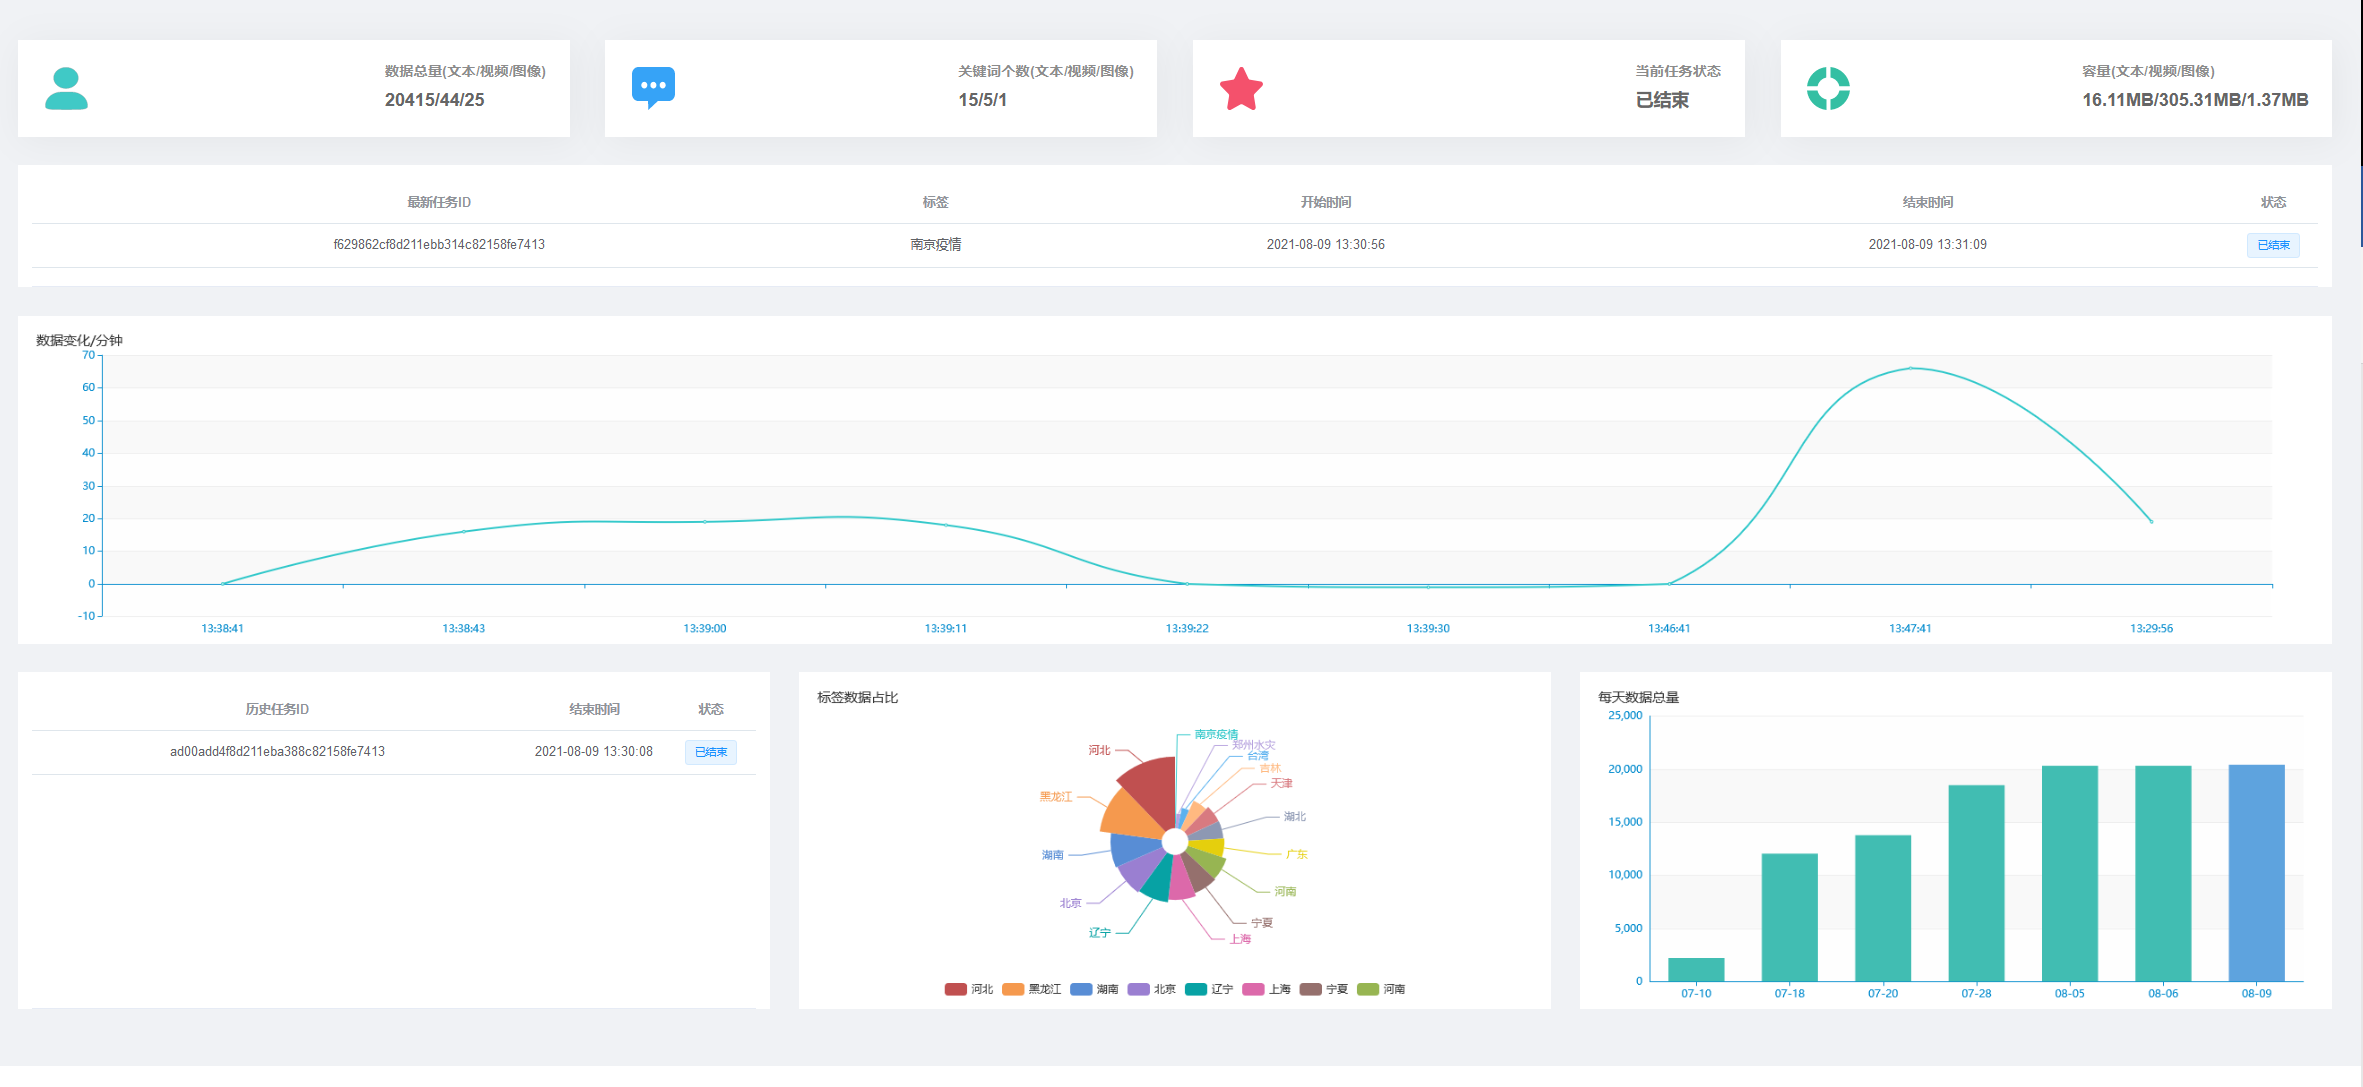 数据总量(文本/视频/图像)
20415/44/25
关键词个数(文本/视频/图像)
15/5/1
当前任务状态
已结束
容量(文本/视频/图像)
16.11MB/305.31MB/1.37MB
最新任务ID 标签 开始时间 结束时间 状态
f629862cf8d211ebb314c82158fe7413 南京疫情 2021-08-09 13:30:56 2021-08-09 13:31:09 已结束
数据变化/分钟
70
60
50
40
30
20
10
0
-10
13:38:41 13:38:43 13:39:00 13:39:11 13:39:22 13:39:30 13:46:41 13:47:41 13:29:56
历史任务ID 结束时间 状态
ad00add4f8d211eba388c82158fe7413 2021-08-09 13:30:08 已结束
标签数据占比
南京疫情
郑州水灾
台湾
吉林
天津
湖北
广东
河南
宁夏
上海
辽宁
北京
湖南
黑龙江
河北
河北 黑龙江 湖南 北京 辽宁 上海 宁夏 河南
每天数据总量
25,000
20,000
15,000
10,000
5,000
0
07-10 07-18 07-20 07-28 08-05 08-06 08-09